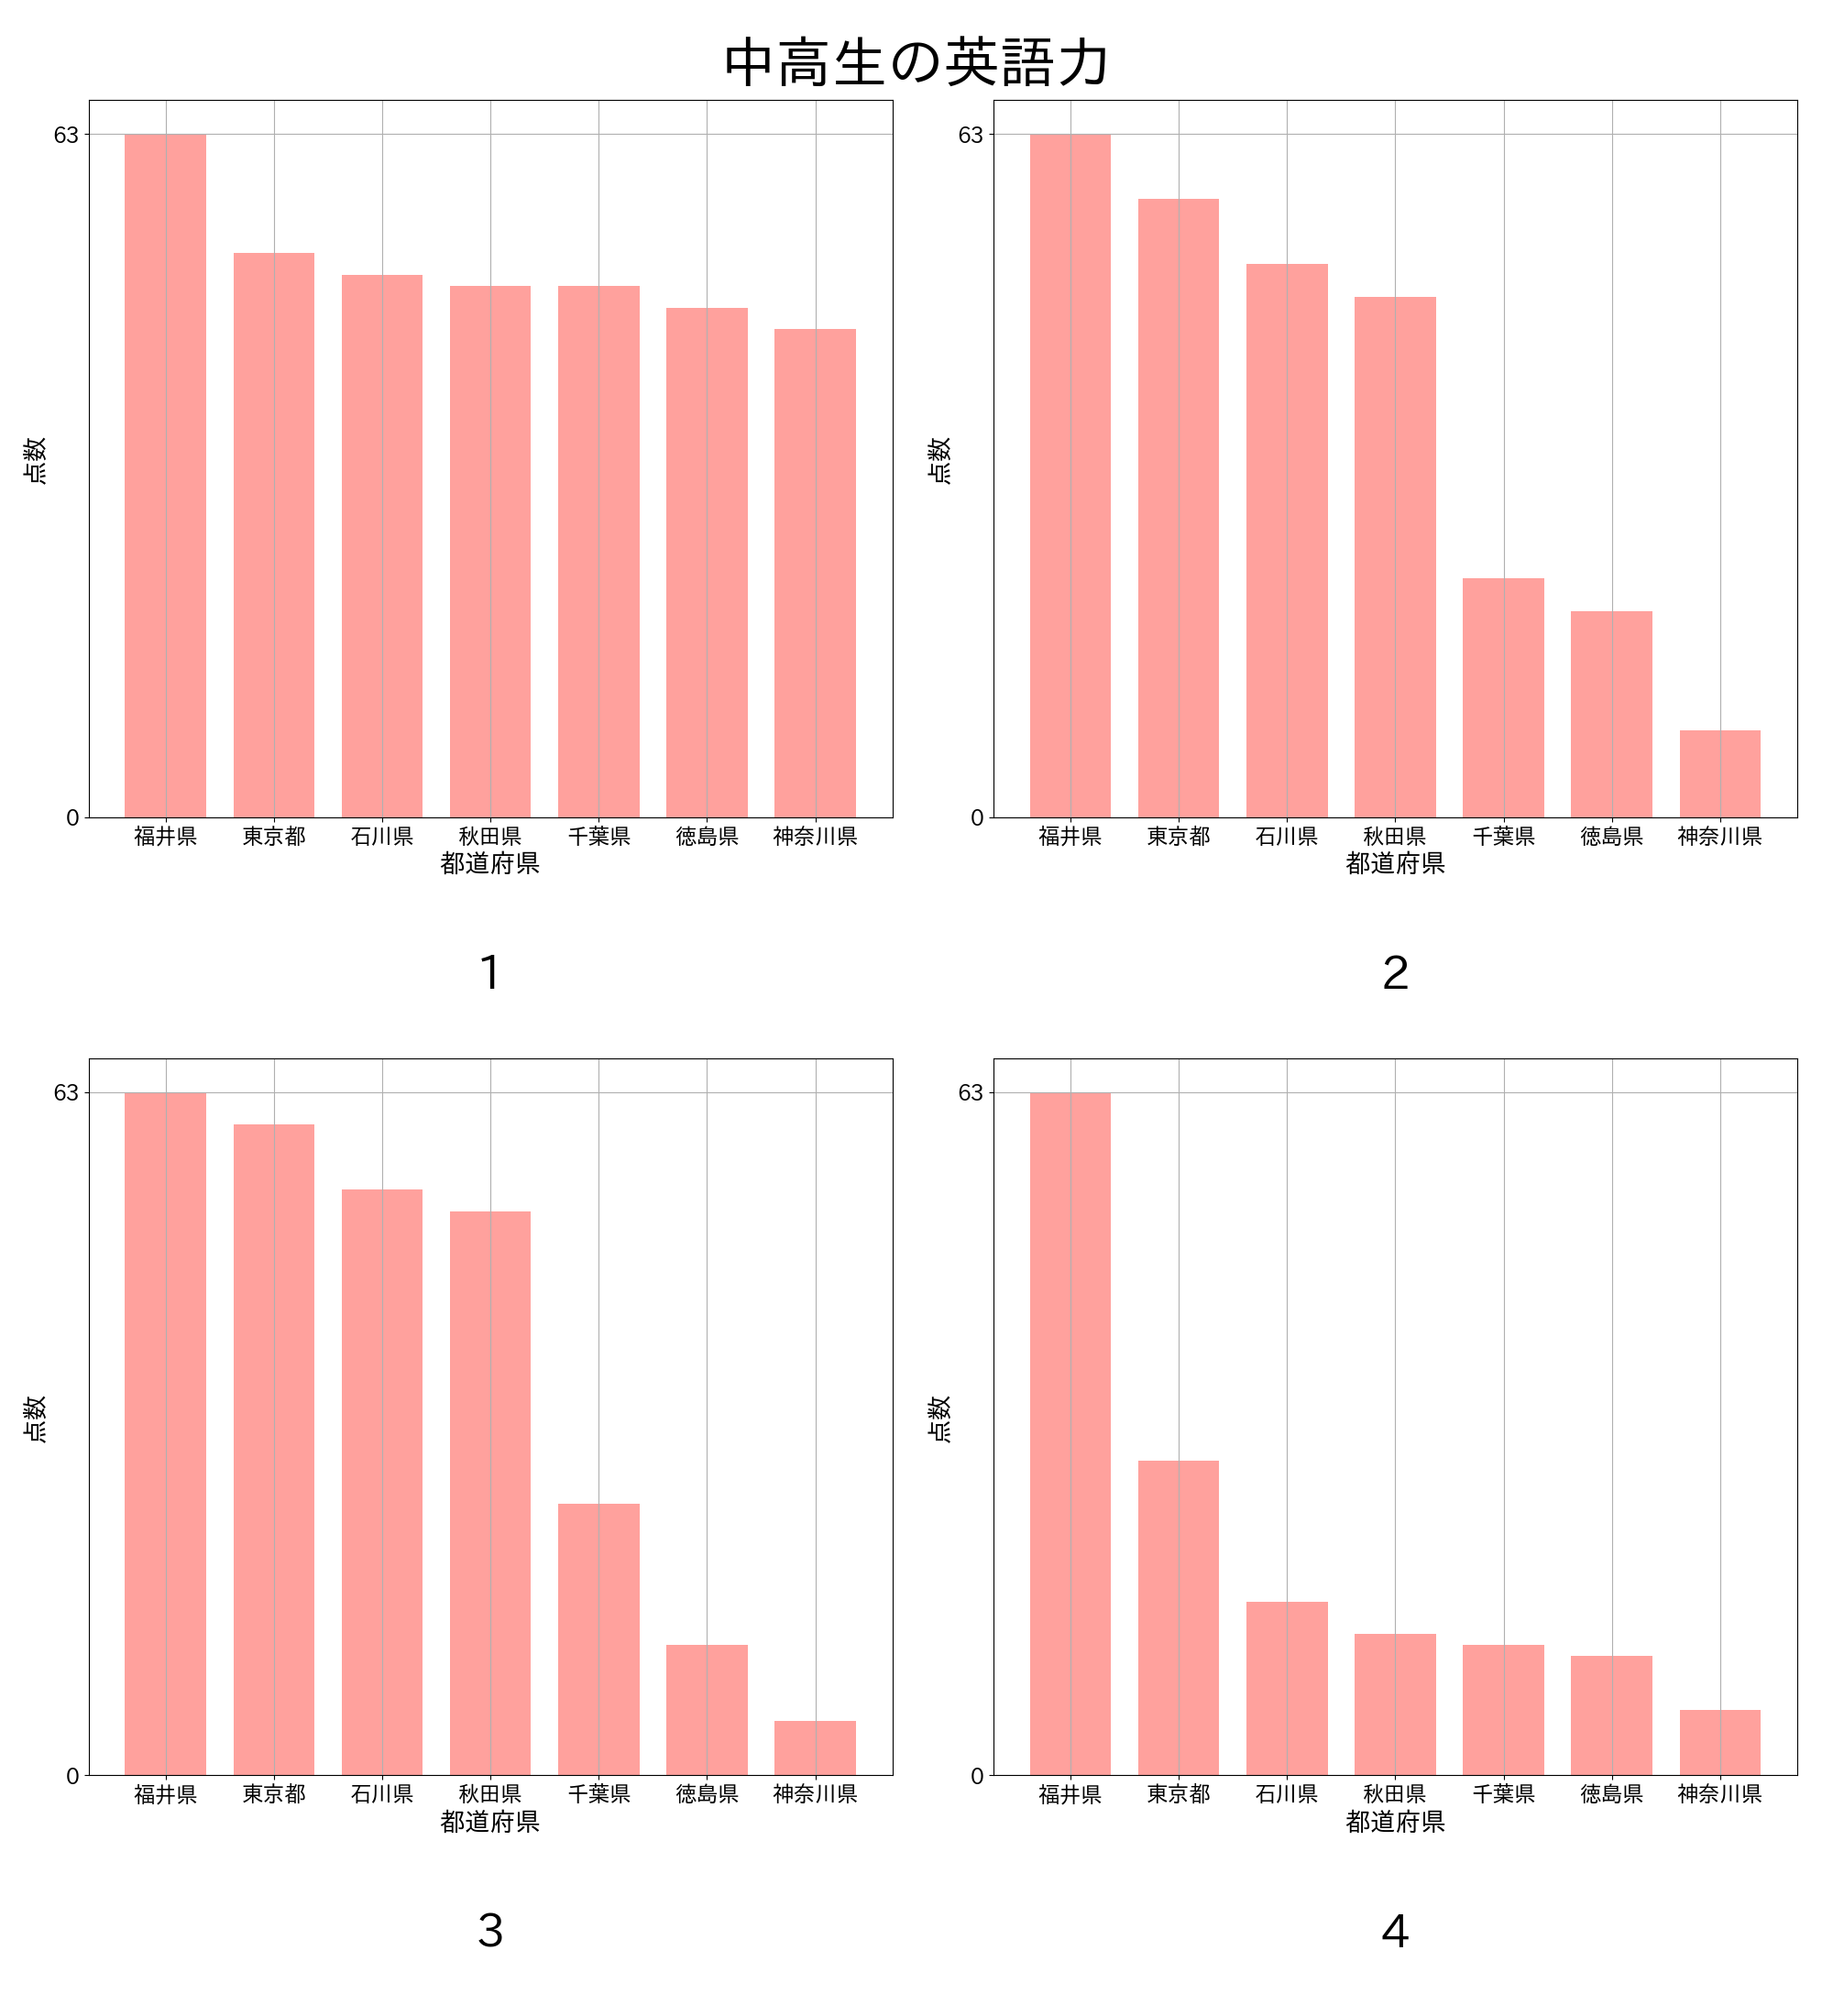 中高生の英語力
63
0
点数
福井県 東京都 石川県 秋田県 千葉県 徳島県 神奈川県
都道府県
1
63
0
点数
福井県 東京都 石川県 秋田県 千葉県 徳島県 神奈川県
都道府県
2
63
0
点数
福井県 東京都 石川県 秋田県 千葉県 徳島県 神奈川県
都道府県
3
63
0
点数
福井県 東京都 石川県 秋田県 千葉県 徳島県 神奈川県
都道府県
4